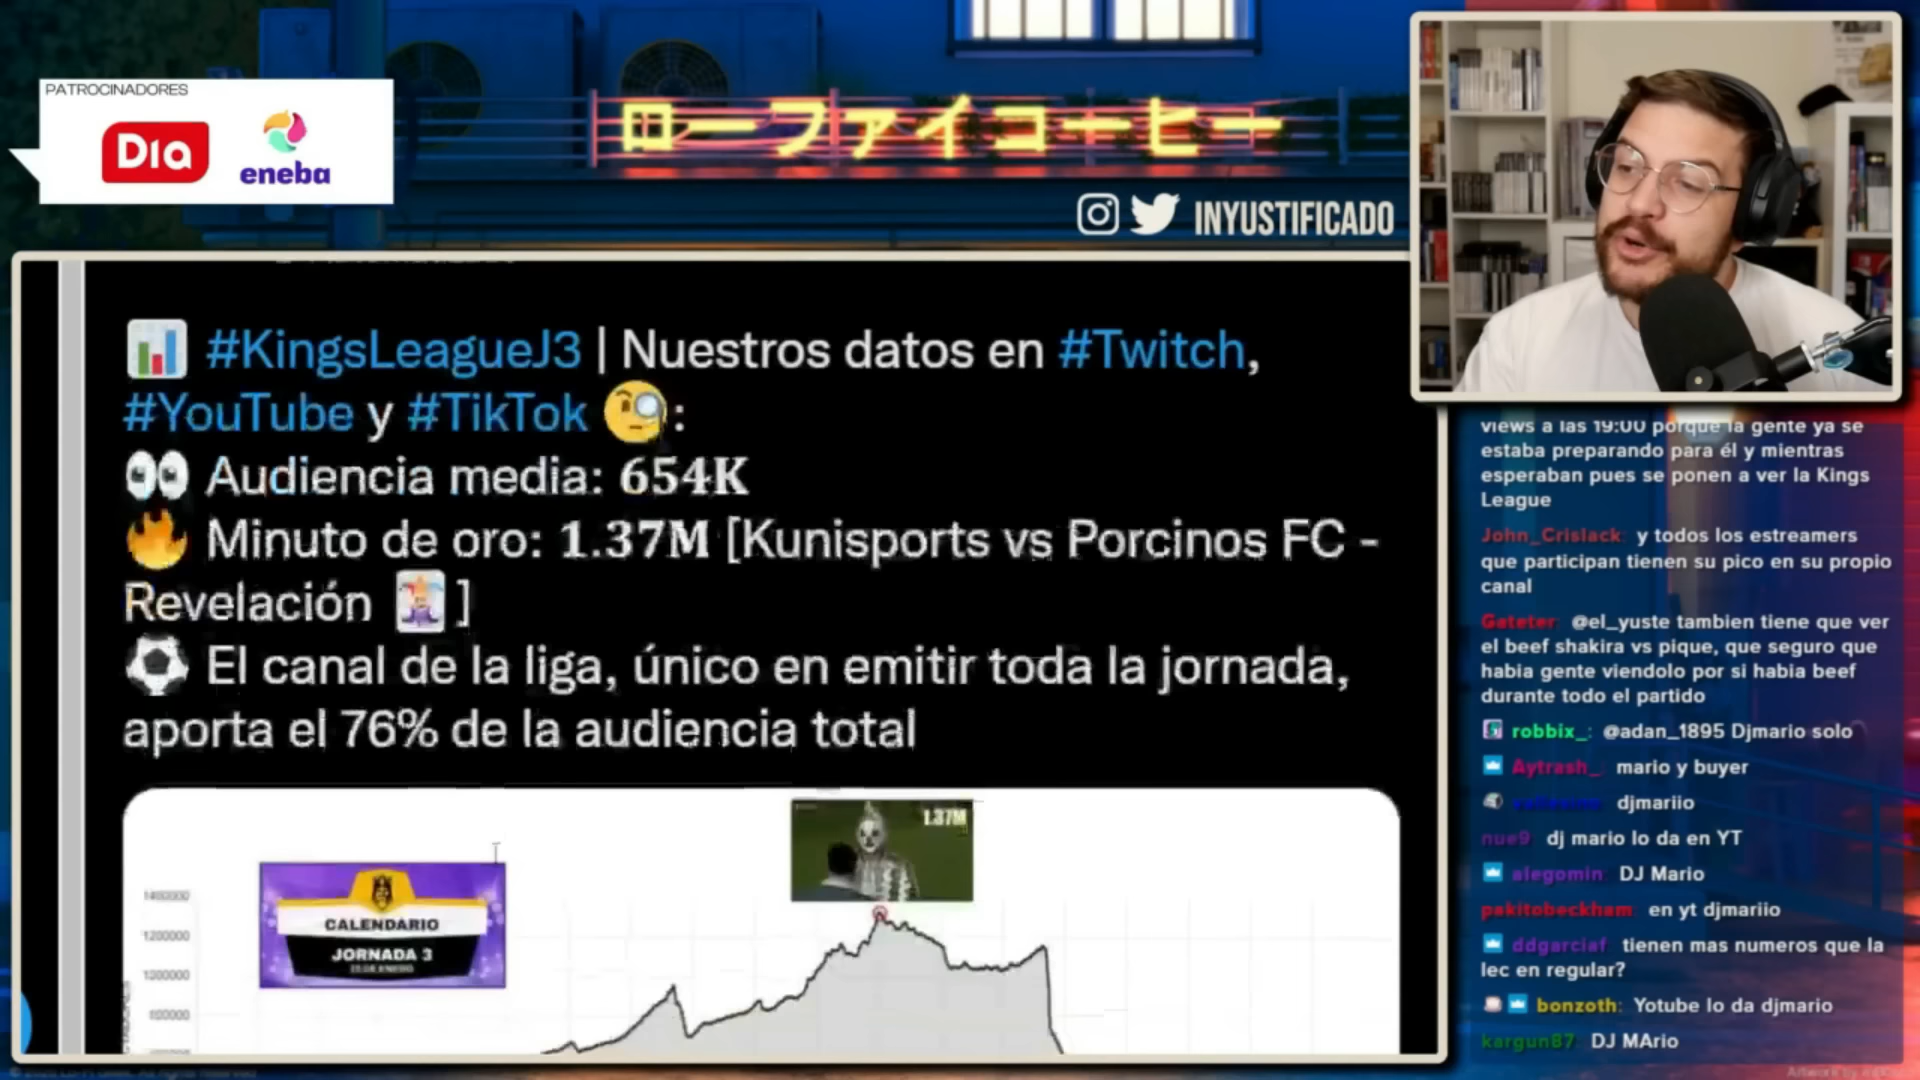 PATROCINADORES
Dia
eneba
ローファイコーヒー
INYUSTIFICADO
#KingsLeagueJ3 | Nuestros datos en #Twitch,
#YouTube y #TikTok :
Audiencia media: 654K
Minuto de oro: 1.37M [Kunisports vs Porcinos FC -
Revelación ]
El canal de la liga, único en emitir toda la jornada,
aporta el 76% de la audiencia total
1.37M
CALENDARIO
JORNADA 3
1400000
1200000
views a las 19:00 porque la gente ya se
estaba preparando para él y mientras
esperaban pues se ponen a ver la Kings
League
John_Crislack: y todos los estreamers
que participan tienen su pico en su propio
canal
Gateter: @el_yuste tambien tiene que ver
el beef shakira vs pique, que seguro que
habia gente viendolo por si habia beef
durante todo el partido
robbix_: @adan_1895 Djmario solo
Aytrash_ mario y buyer
djmariio
nue9 dj mario lo da en YT
alegomin: DJ Mario
pakitobeckham: en yt djmariio
ddgarciaf: tienen mas numeros que la
lec en regular?
bonzoth: Yotube lo da djmario
kargun87: DJ MArio